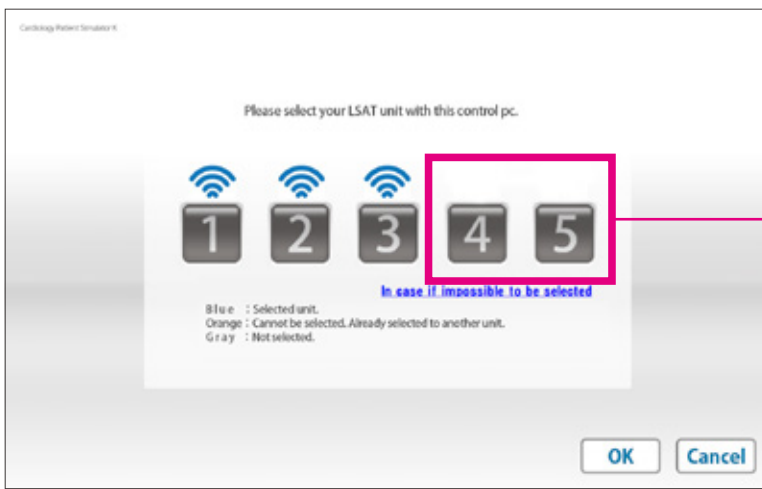 Cardiology Patient Simulator K
Please select your LSAT unit with this control pc.
1 2 3 4 5
In case if impossible to be selected
Blue : Selected unit.
Orange : Cannot be selected. Already selected to another unit.
Gray : Not selected.
OK Cancel